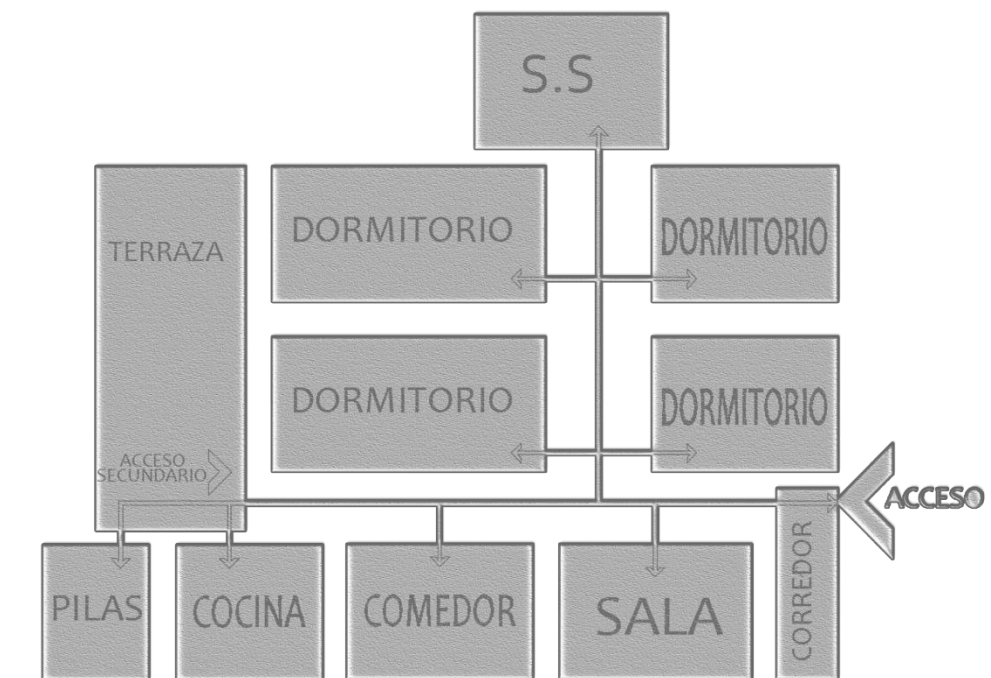 S.S
TERRAZA
DORMITORIO
DORMITORIO
DORMITORIO
DORMITORIO
ACCESO
SECUNDARIO
ACCESO
PILAS
COCINA
COMEDOR
SALA
CORREDOR